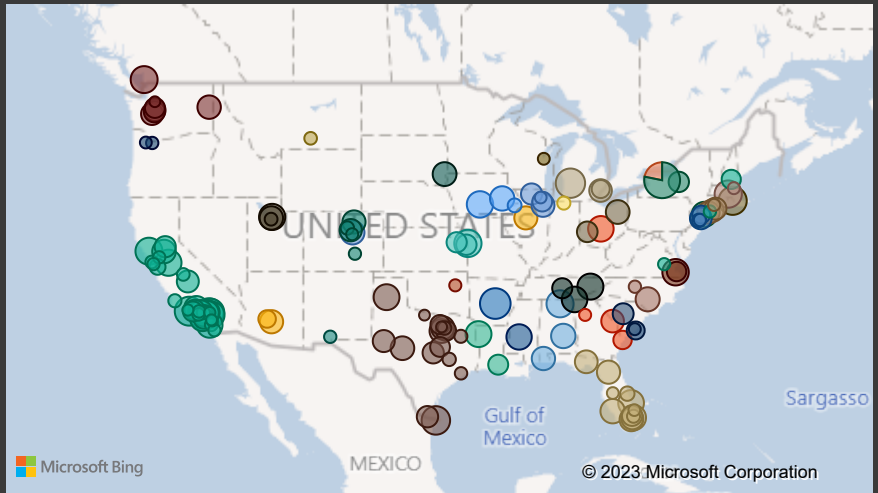 UNITED STATES
Sargasso
Gulf of
Mexico
MEXICO
Microsoft Bing
© 2023 Microsoft Corporation